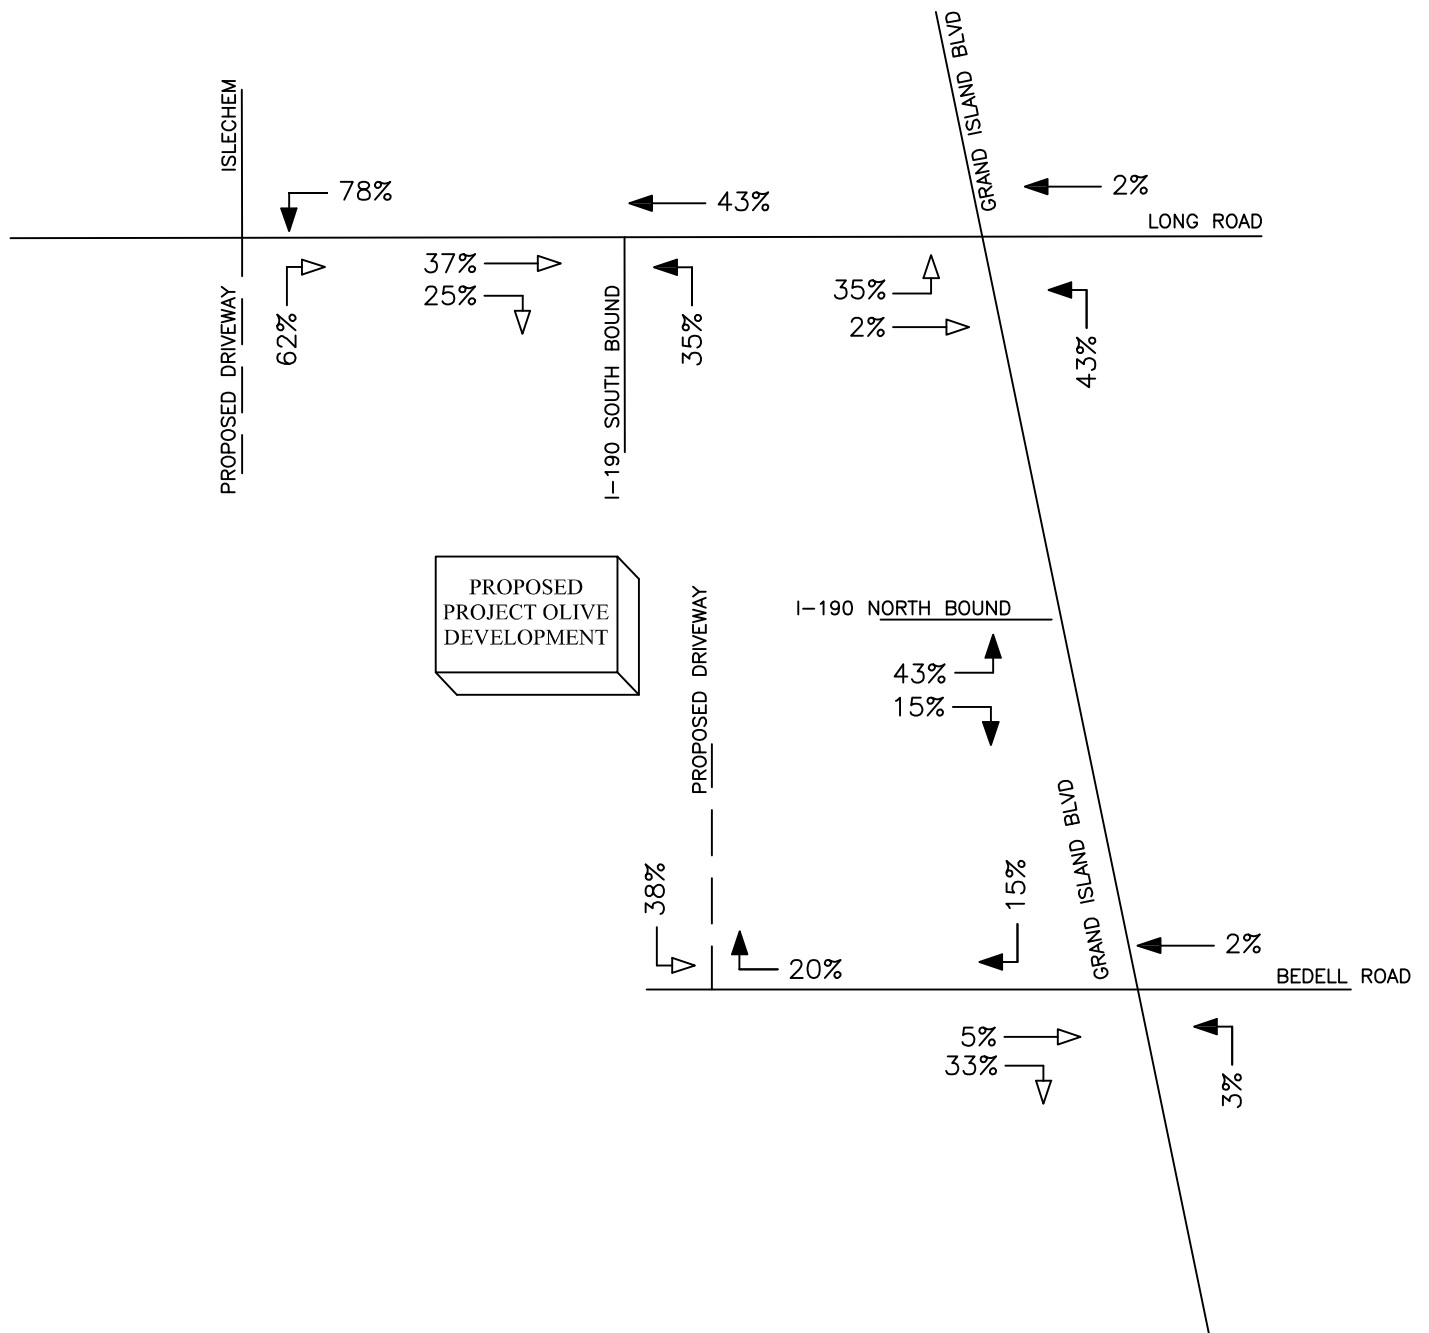 GRAND ISLAND BLVD
ISLECHEM
78%
43%
2%
LONG ROAD
37%
25%
62%
PROPOSED DRIVEWAY
I-190 SOUTH BOUND
35%
35%
2%
43%
PROPOSED
PROJECT OLIVE
DEVELOPMENT
PROPOSED DRIVEWAY
I-190 NORTH BOUND
43%
15%
GRAND ISLAND BLVD
38%
15%
20%
2%
BEDELL ROAD
5%
33%
3%